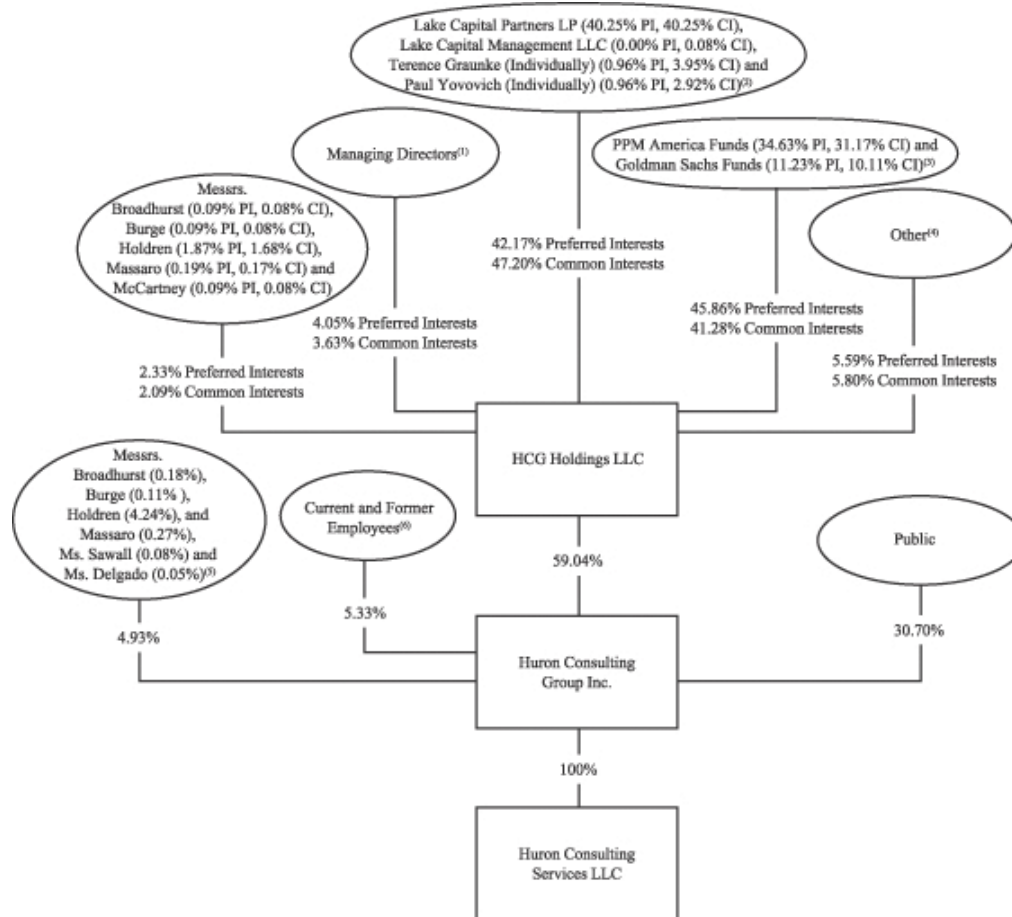 Lake Capital Partners LP (40.25% PI, 40.25% CI),
Lake Capital Management LLC (0.00% PI, 0.08% CI),
Terence Graunke (Individually) (0.96% PI, 3.95% CI) and
Paul Yovovich (Individually) (0.96% PI, 2.92% CI)(2)
Managing Directors(1)
PPM America Funds (34.63% PI, 31.17% CI) and
Goldman Sachs Funds (11.23% PI, 10.11% CI)(3)
Messrs.
Broadhurst (0.09% PI, 0.08% CI),
Burge (0.09% PI, 0.08% CI),
Holdren (1.87% PI, 1.68% CI),
Massaro (0.19% PI, 0.17% CI) and
McCartney (0.09% PI, 0.08% CI)
Other(4)
42.17% Preferred Interests
47.20% Common Interests
4.05% Preferred Interests
3.63% Common Interests
45.86% Preferred Interests
41.28% Common Interests
2.33% Preferred Interests
2.09% Common Interests
5.59% Preferred Interests
5.80% Common Interests
HCG Holdings LLC
Messrs.
Broadhurst (0.18%),
Burge (0.11% ),
Holdren (4.24%), and
Massaro (0.27%),
Ms. Sawall (0.08%) and
Ms. Delgado (0.05%)(5)
Current and Former
Employees(6)
Public
59.04%
5.33%
4.93%
30.70%
Huron Consulting
Group Inc.
100%
Huron Consulting
Services LLC